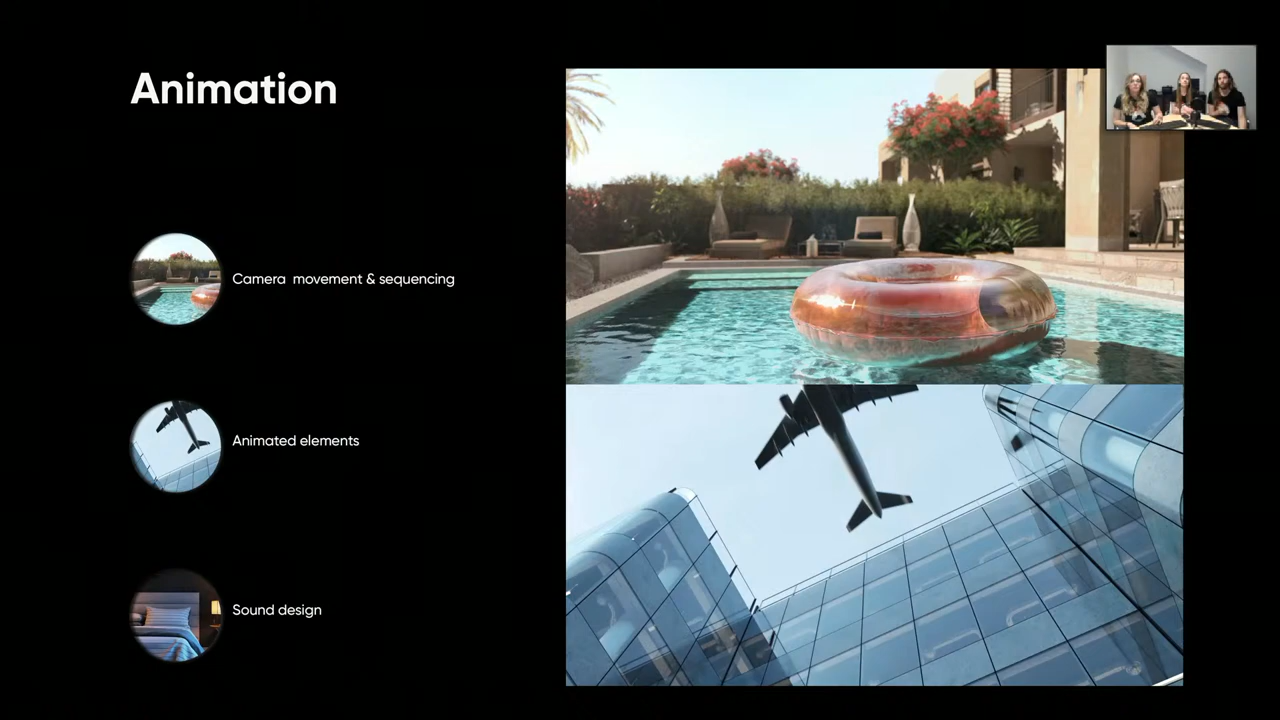 Animation
Camera movement & sequencing
Animated elements
Sound design